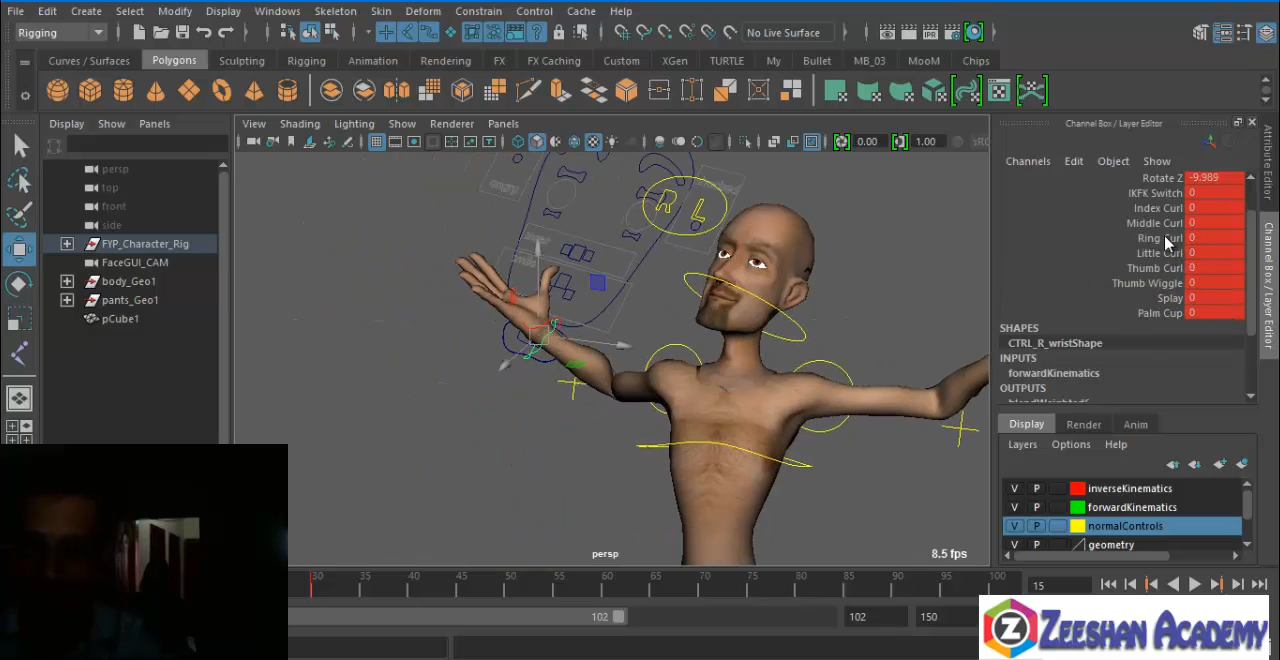 File Edit Create Select Modify Display Windows Skeleton Skin Deform Constrain Control Cache Help
Rigging
No Live Surface
Curves / Surfaces Polygons Sculpting Rigging Animation Rendering FX FX Caching Custom XGen TURTLE My Bullet MB_03 MooM Chips
Display Show Panels
View Shading Lighting Show Renderer Panels
0.00 1.00
persp
top
front
side
FYP_Character_Rig
FaceGUI_CAM
body_Geo1
pants_Geo1
pCube1
R L
persp
8.5 fps
Channel Box / Layer Editor
Channels Edit Object Show
Rotate Z -9.989
IKFK Switch 0
Index Curl 0
Middle Curl 0
Ring Curl 0
Little Curl 0
Thumb Curl 0
Thumb Wiggle 0
Splay 0
Palm Cup 0
SHAPES
CTRL_R_wristShape
INPUTS
forwardKinematics
OUTPUTS
Display Render Anim
Layers Options Help
V P inverseKinematics
V P forwardKinematics
V P normalControls
V P geometry
Attribute Editor
Channel Box / Layer Editor
30 35 40 45 50 55 60 65 70 75 80 85 90 95 100
15
102
102
150
Z ZEESHAN ACADEMY